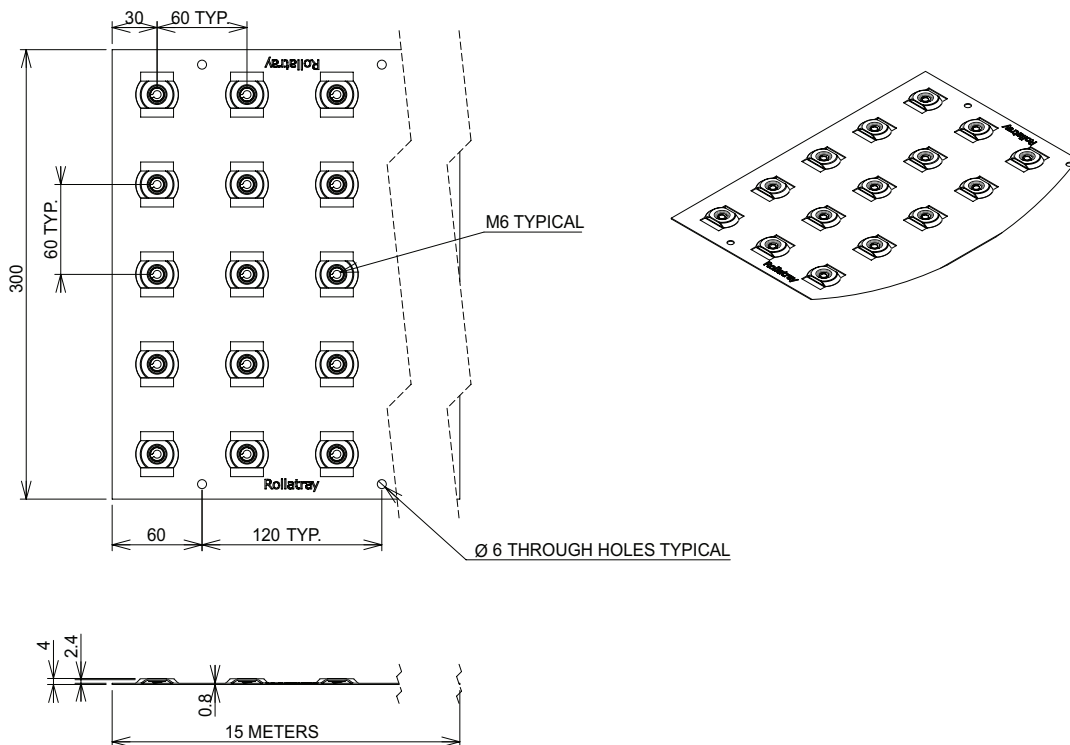 30
60 TYP.
Rollatray
Rollatray
60 TYP.
M6 TYPICAL
300
Rollatray
Rollatray
60
120 TYP.
Ø 6 THROUGH HOLES TYPICAL
4
2.4
0.8
15 METERS